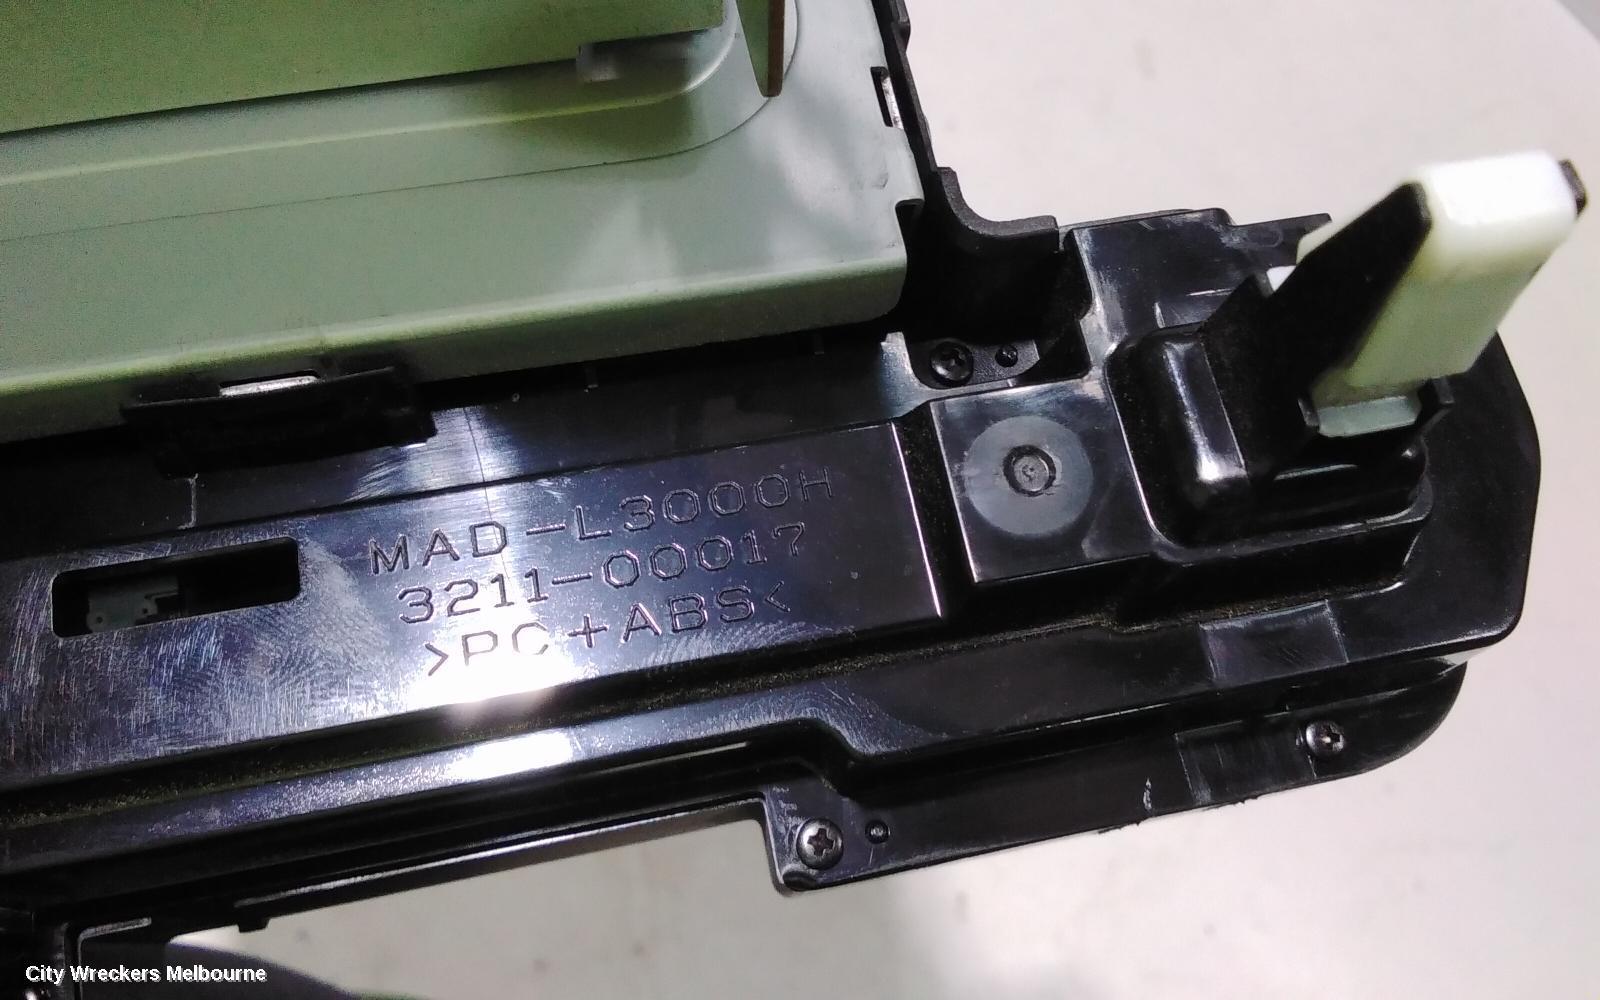 MAD-L3000H
3211-00017
>PC+ABS<
City Wreckers Melbourne